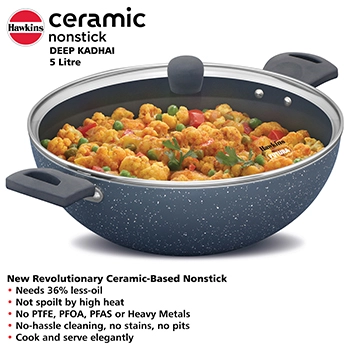 Hawkins
ceramic
nonstick
DEEP KADHAI
5 Litre
Hawkins
New Revolutionary Ceramic-Based Nonstick
• Needs 36% less-oil
• Not spoilt by high heat
• No PTFE, PFOA, PFAS or Heavy Metals
• No-hassle cleaning, no stains, no pits
• Cook and serve elegantly